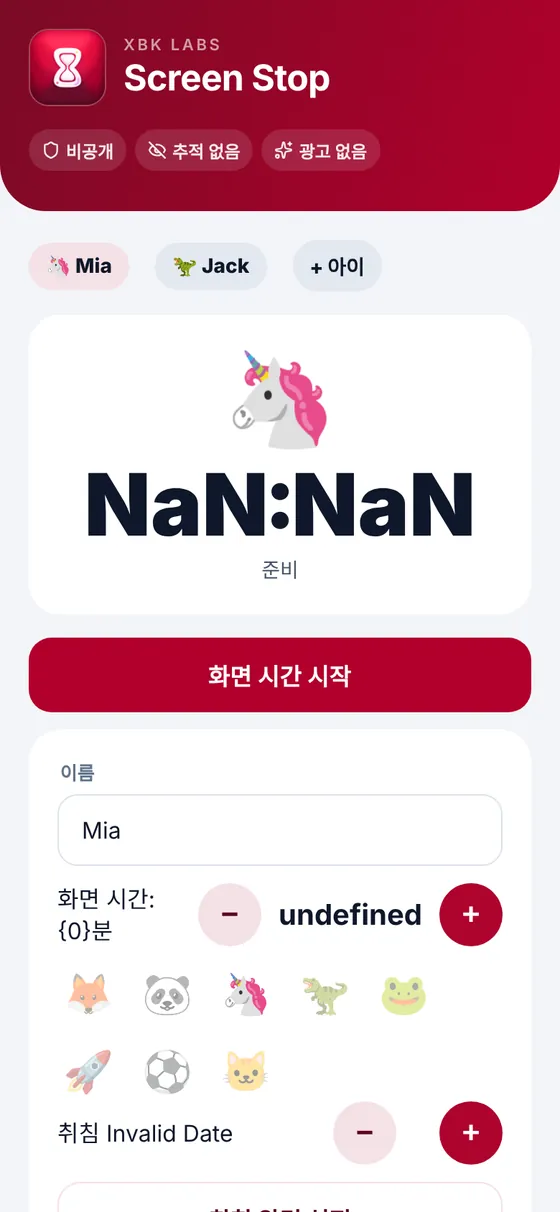 XBK LABS
Screen Stop
비공개
추적 없음
광고 없음
Mia
Jack
+ 아이
NaN:NaN
준비
화면 시간 시작
이름
Mia
화면 시간:
{0}분
− undefined +
취침 Invalid Date − +